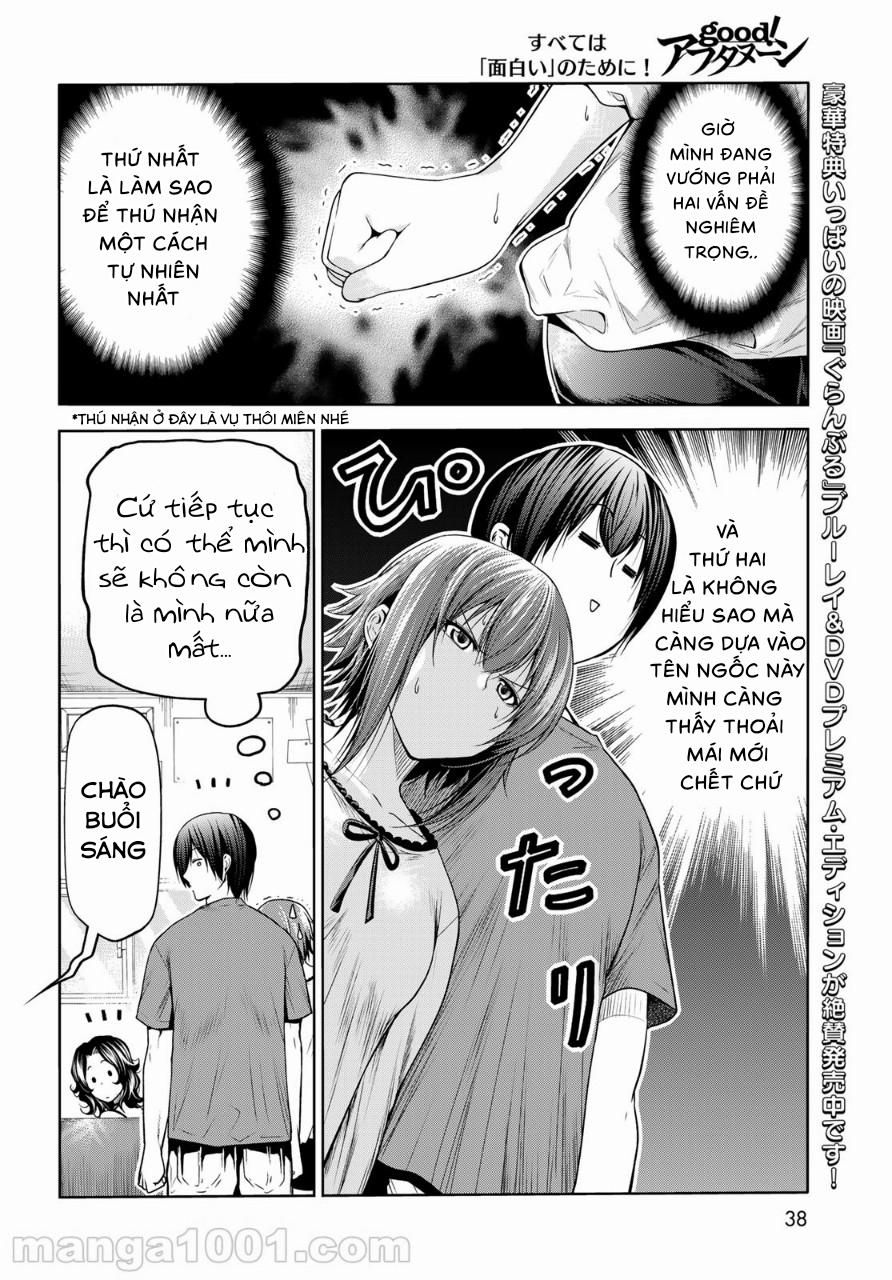 すべては
「面白い」のために!
good!
アフタヌーン
豪華特典いっぱいの映画『ぐらんぶる』ブルーレイ&DVDプレミアム・エディションが絶賛発売中です!
GIỜ
MÌNH ĐANG
VƯỚNG PHẢI
HAI VẤN ĐỀ
NGHIÊM
TRỌNG..
THỨ NHẤT
LÀ LÀM SAO
ĐỂ THÚ NHẬN
MỘT CÁCH
TỰ NHIÊN
NHẤT
*THÚ NHẬN Ở ĐÂY LÀ VỤ THÔI MIÊN NHÉ
VÀ
THỨ HAI
LÀ KHÔNG
HIỂU SAO MÀ
CÀNG DỰA VÀO
TÊN NGỐC NÀY
MÌNH CÀNG
THẤY THOẢI
MÁI MỚI
CHẾT CHỨ
ぴったり
Cứ tiếp tục
thì có thể mình
sẽ không còn
là mình nữa
mất...
CHÀO
BUỔI
SÁNG
38
manga1001.com